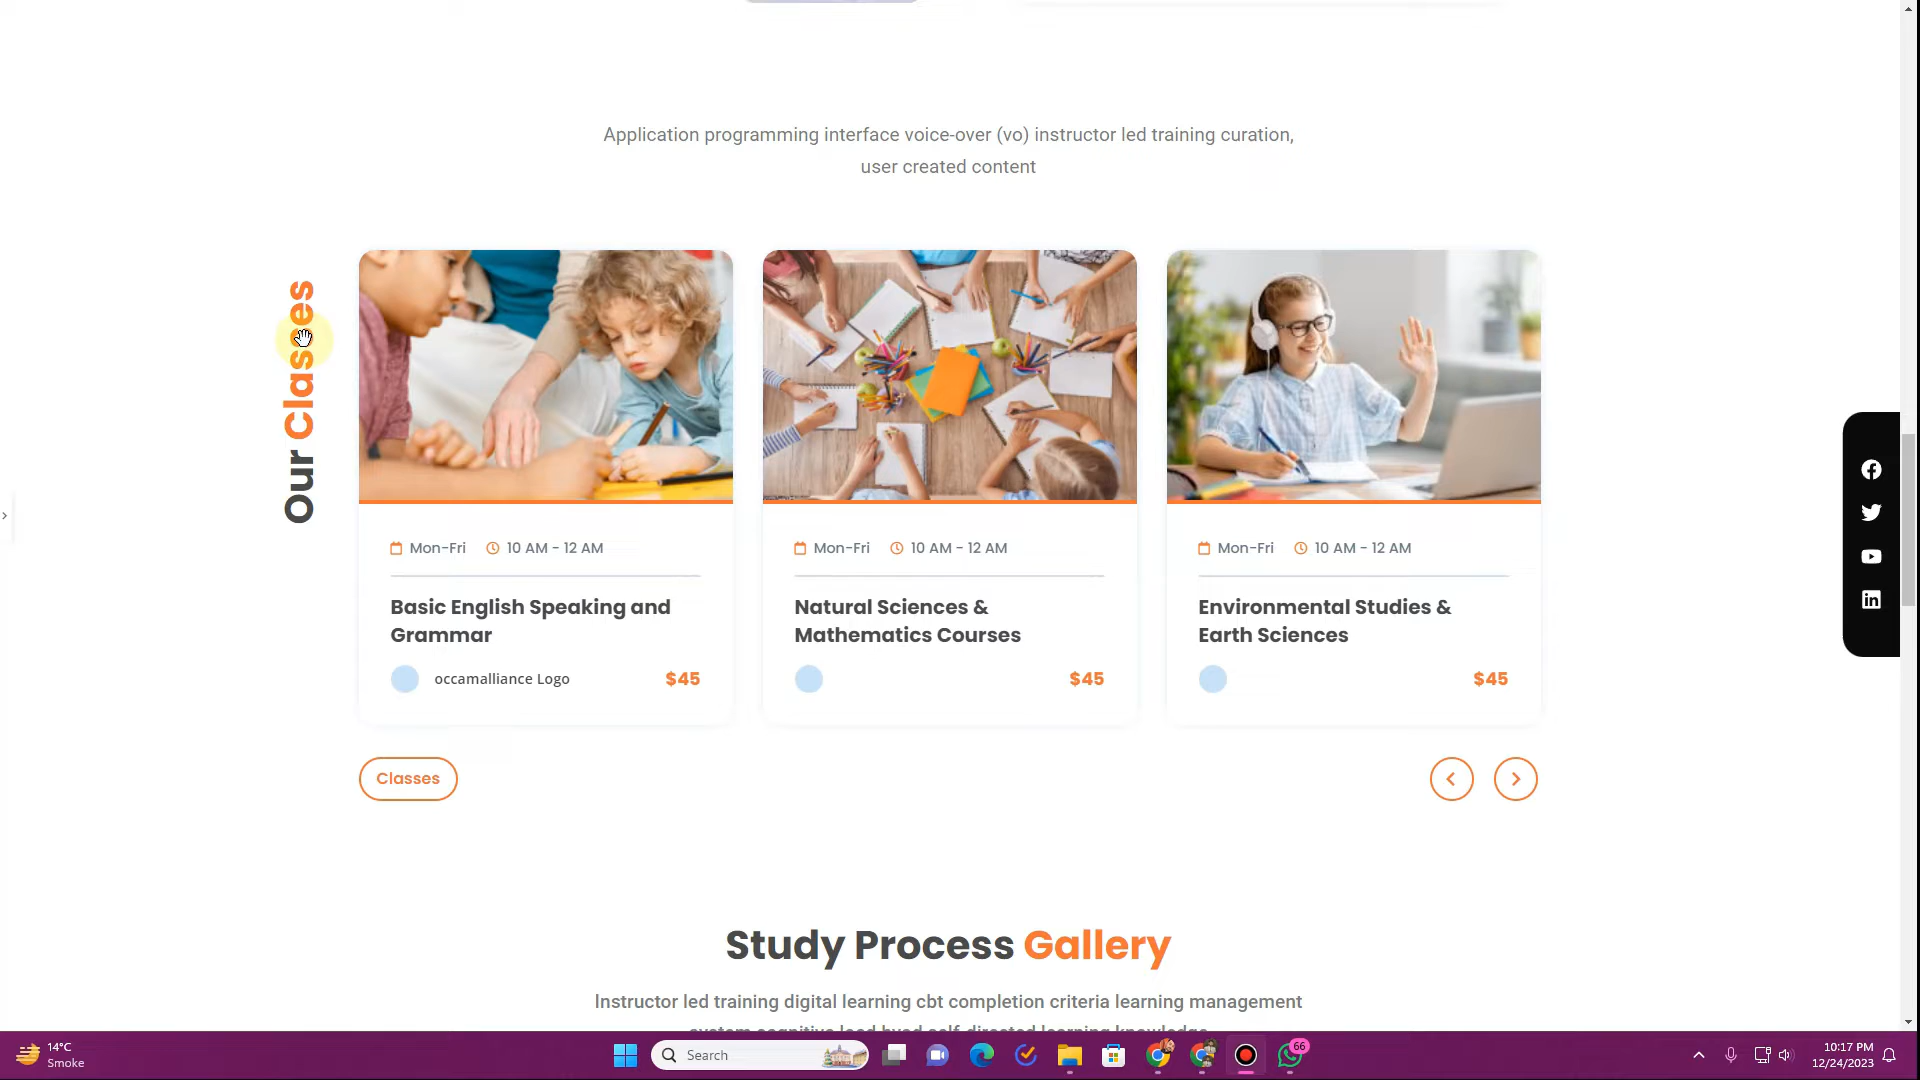 Application programming interface voice-over (vo) instructor led training curation,
user created content
Our Classes
Mon-Fri 10 AM - 12 AM
Basic English Speaking and
Grammar
occamalliance Logo $45
Mon-Fri 10 AM - 12 AM
Natural Sciences &
Mathematics Courses
$45
Mon-Fri 10 AM - 12 AM
Environmental Studies &
Earth Sciences
$45
Classes
Study Process Gallery
Instructor led training digital learning cbt completion criteria learning management
14°C
Smoke
Search
66
10:17 PM
12/24/2023